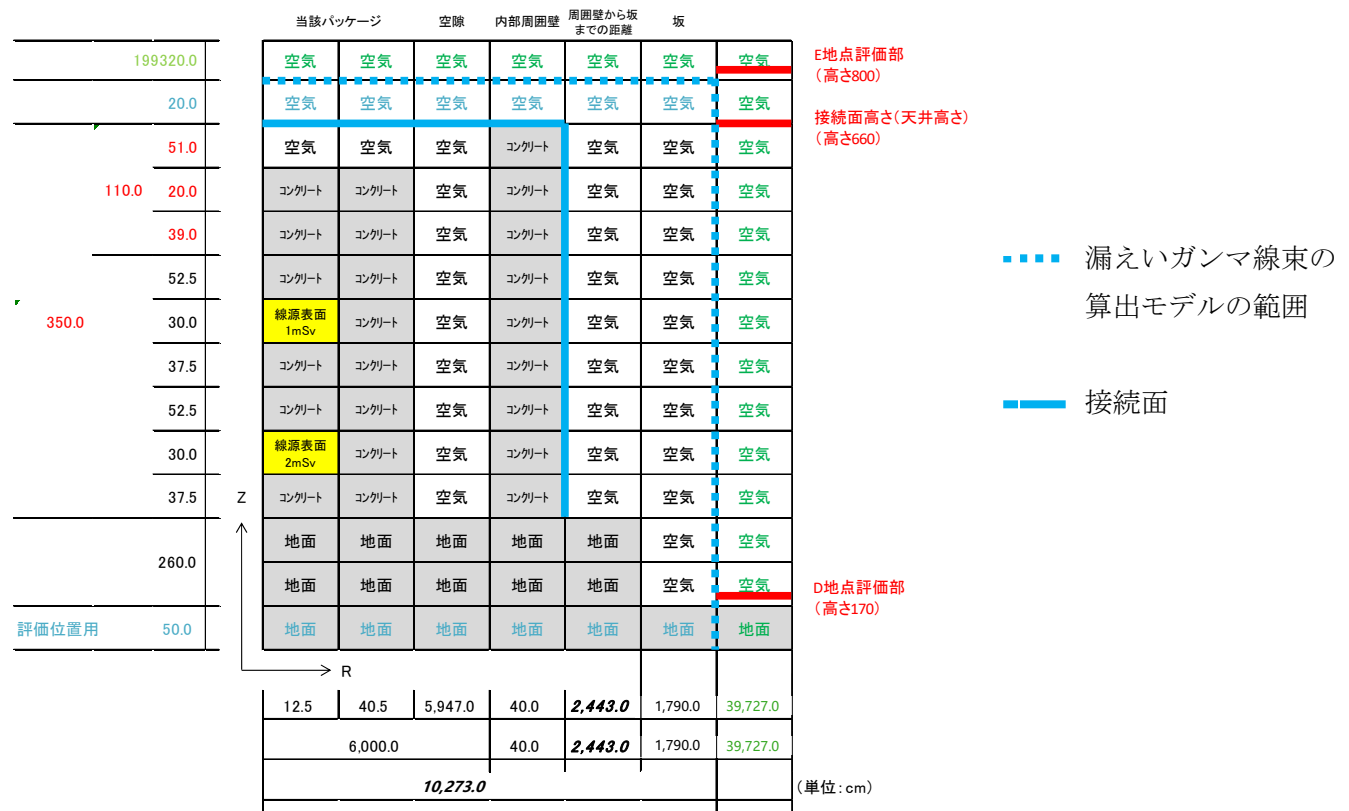 当該パッケージ 空隙 内部周囲壁 周囲壁から坂 坂
までの距離
199320.0 空気 空気 空気 空気 空気 空気 空気 E地点評価部
(高さ800)
20.0 空気 空気 空気 空気 空気 空気 空気 接続面高さ(天井高さ)
(高さ660)
51.0 空気 空気 空気 コンクリート 空気 空気 空気
110.0 20.0 コンクリート コンクリート 空気 コンクリート 空気 空気 空気
39.0 コンクリート コンクリート 空気 コンクリート 空気 空気 空気
漏えいガンマ線束の
52.5 コンクリート コンクリート 空気 コンクリート 空気 空気 空気
算出モデルの範囲
350.0 30.0 線源表面 コンクリート 空気 コンクリート 空気 空気 空気
1mSv
37.5 コンクリート コンクリート 空気 コンクリート 空気 空気 空気
接続面
52.5 コンクリート コンクリート 空気 コンクリート 空気 空気 空気
30.0 線源表面 コンクリート 空気 コンクリート 空気 空気 空気
2mSv
37.5 Z コンクリート コンクリート 空気 コンクリート 空気 空気 空気
260.0 地面 地面 地面 地面 地面 空気 空気
地面 地面 地面 地面 地面 空気 空気 D地点評価部
(高さ170)
評価位置用 50.0 地面 地面 地面 地面 地面 地面 地面
R
12.5 40.5 5,947.0 40.0 2,443.0 1,790.0 39,727.0
6,000.0 40.0 2,443.0 1,790.0 39,727.0
10,273.0 (単位:cm)